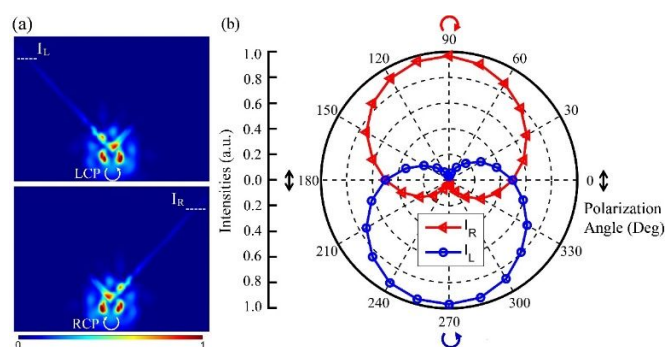 (a)
I_L
LCP
I_R
RCP
0
1
(b)
Intensities (a.u.)
1.0
0.8
0.6
0.4
0.2
0.0
0.2
0.4
0.6
0.8
1.0
90
120
60
150
30
180
0
210
330
240
300
270
Polarization
Angle (Deg)
I_R
I_L